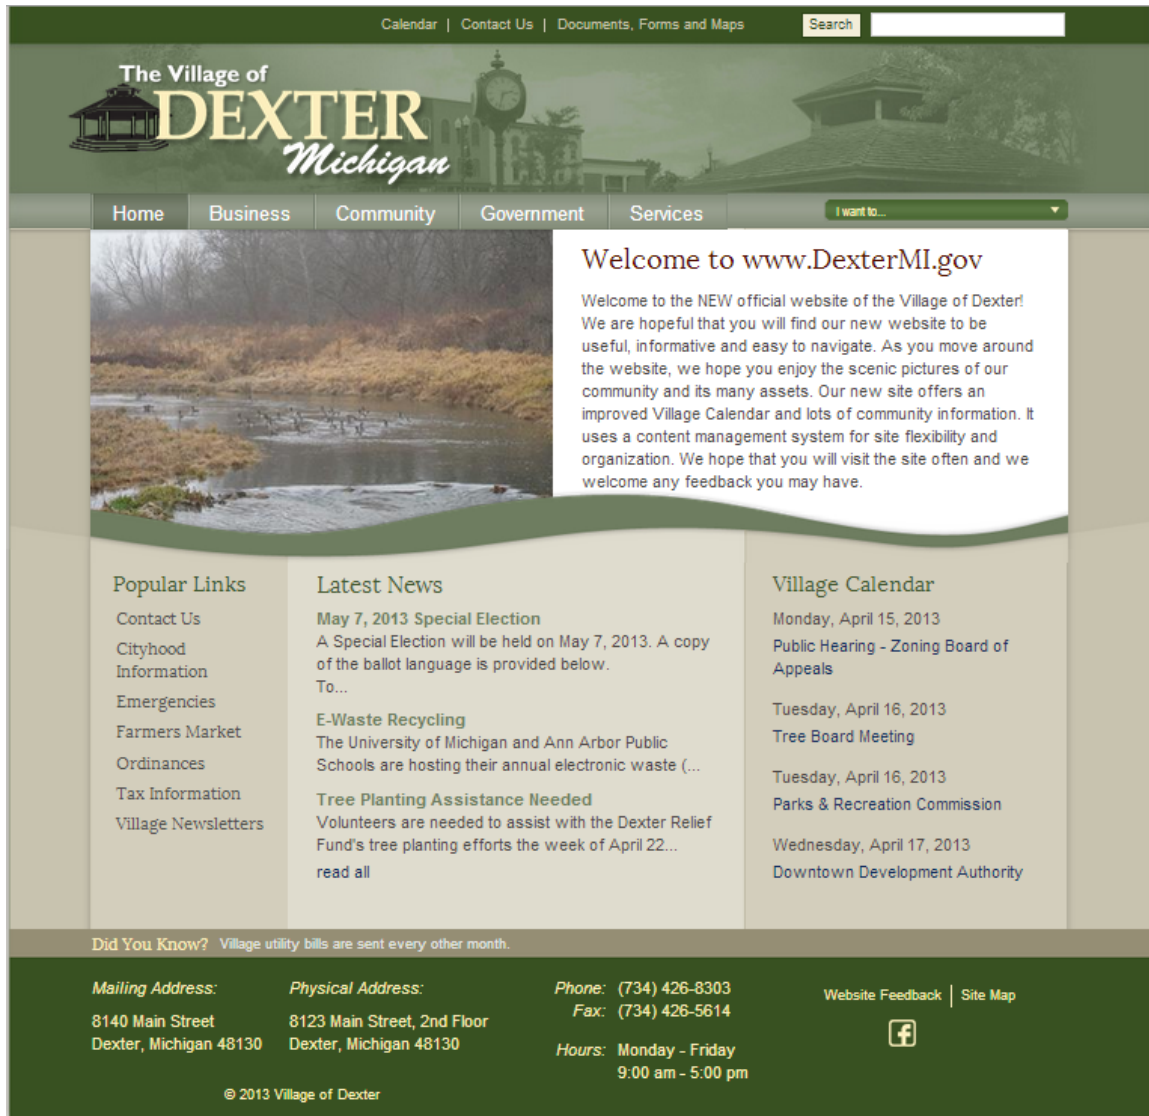 Calendar | Contact Us | Documents, Forms and Maps
Search
The Village of
DEXTER
Michigan
Home
Business
Community
Government
Services
I want to...
Welcome to www.DexterMI.gov
Welcome to the NEW official website of the Village of Dexter!
We are hopeful that you will find our new website to be
useful, informative and easy to navigate. As you move around
the website, we hope you enjoy the scenic pictures of our
community and its many assets. Our new site offers an
improved Village Calendar and lots of community information. It
uses a content management system for site flexibility and
organization. We hope that you will visit the site often and we
welcome any feedback you may have.
Popular Links
Contact Us
Cityhood
Information
Emergencies
Farmers Market
Ordinances
Tax Information
Village Newsletters
Latest News
May 7, 2013 Special Election
A Special Election will be held on May 7, 2013. A copy
of the ballot language is provided below.
To...
E-Waste Recycling
The University of Michigan and Ann Arbor Public
Schools are hosting their annual electronic waste (...
Tree Planting Assistance Needed
Volunteers are needed to assist with the Dexter Relief
Fund's tree planting efforts the week of April 22...
read all
Village Calendar
Monday, April 15, 2013
Public Hearing - Zoning Board of
Appeals
Tuesday, April 16, 2013
Tree Board Meeting
Tuesday, April 16, 2013
Parks & Recreation Commission
Wednesday, April 17, 2013
Downtown Development Authority
Did You Know? Village utility bills are sent every other month.
Mailing Address:
8140 Main Street
Dexter, Michigan 48130
Physical Address:
8123 Main Street, 2nd Floor
Dexter, Michigan 48130
Phone: (734) 426-8303
Fax: (734) 426-5614
Hours: Monday - Friday
9:00 am - 5:00 pm
Website Feedback | Site Map
© 2013 Village of Dexter